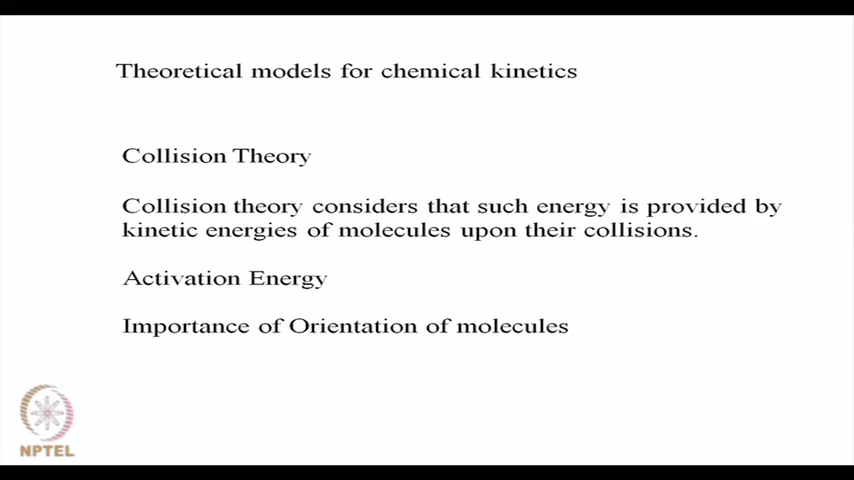 Theoretical models for chemical kinetics
Collision Theory
Collision theory considers that such energy is provided by
kinetic energies of molecules upon their collisions.
Activation Energy
Importance of Orientation of molecules
NPTEL